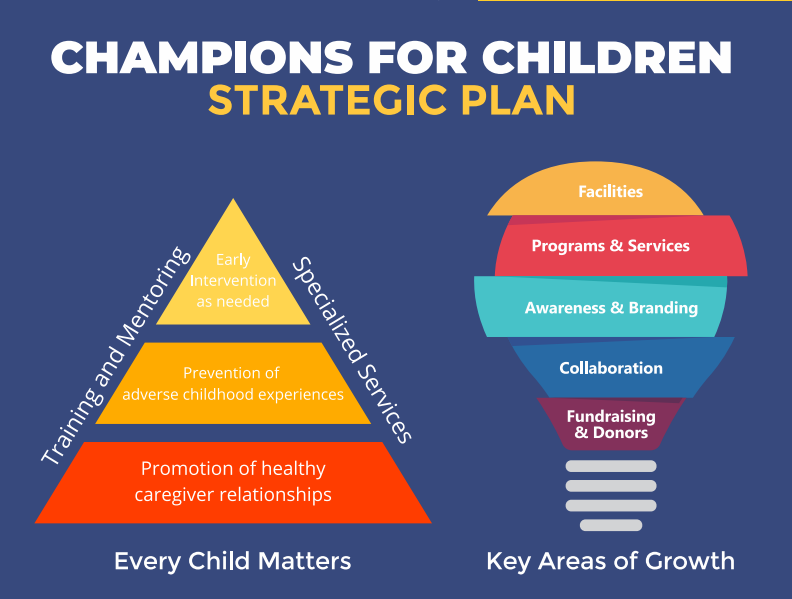 CHAMPIONS FOR CHILDREN
STRATEGIC PLAN
Training and Mentoring
Specialized Services
Early
Intervention
as needed
Prevention of
adverse childhood experiences
Promotion of healthy
caregiver relationships
Every Child Matters
Facilities
Programs & Services
Awareness & Branding
Collaboration
Fundraising
& Donors
Key Areas of Growth